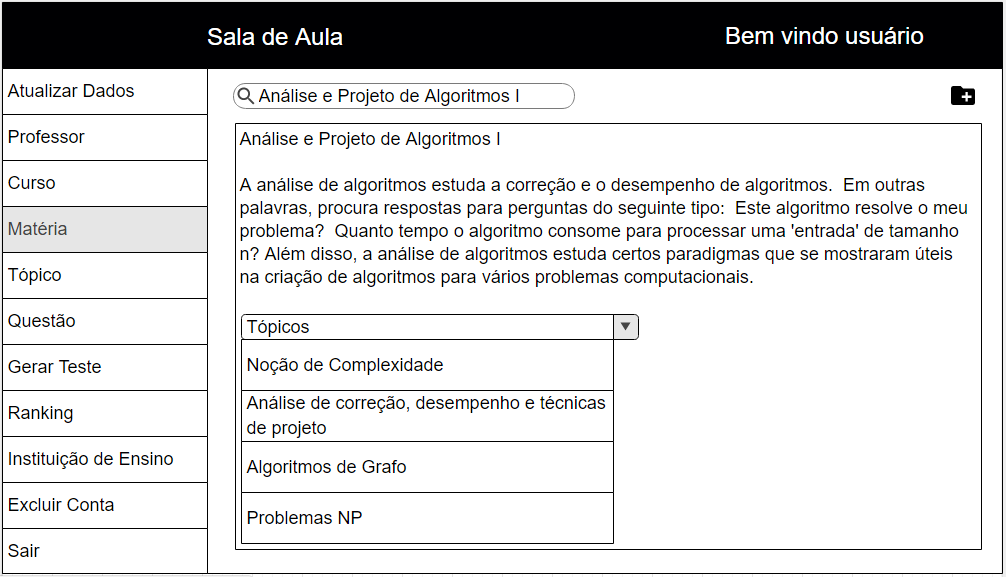 Sala de Aula
Bem vindo usuário
Atualizar Dados
Professor
Curso
Matéria
Tópico
Questão
Gerar Teste
Ranking
Instituição de Ensino
Excluir Conta
Sair
Análise e Projeto de Algoritmos I
Análise e Projeto de Algoritmos I
A análise de algoritmos estuda a correção e o desempenho de algoritmos.  Em outras
palavras, procura respostas para perguntas do seguinte tipo:  Este algoritmo resolve o meu
problema?  Quanto tempo o algoritmo consome para processar uma 'entrada' de tamanho
n? Além disso, a análise de algoritmos estuda certos paradigmas que se mostraram úteis
na criação de algoritmos para vários problemas computacionais.
Tópicos
Noção de Complexidade
Análise de correção, desempenho e técnicas
de projeto
Algoritmos de Grafo
Problemas NP